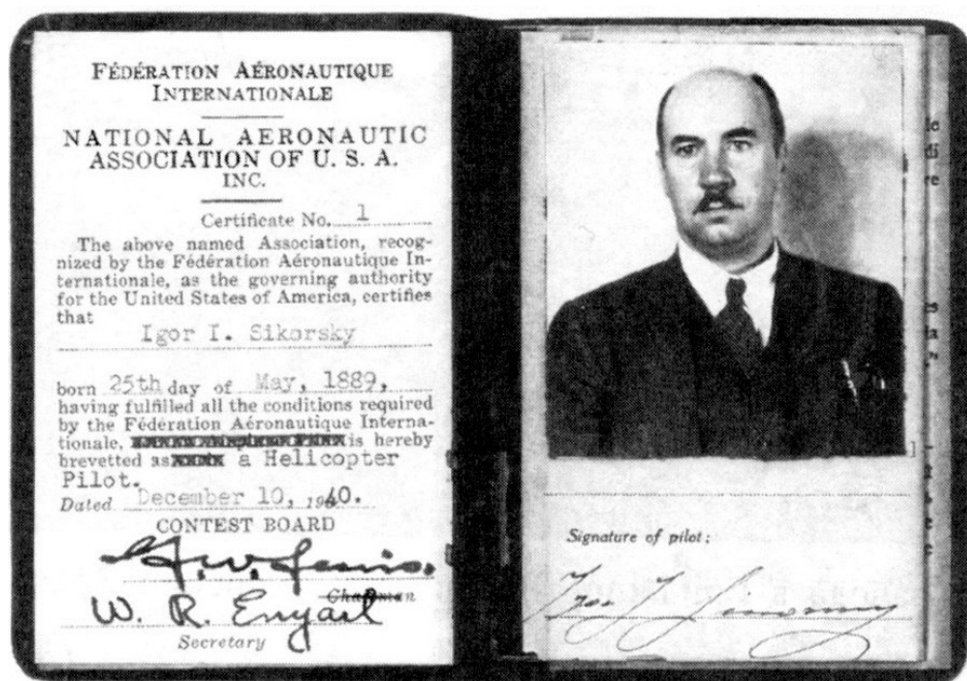 FÉDÉRATION AÉRONAUTIQUE
INTERNATIONALE
NATIONAL AERONAUTIC
ASSOCIATION OF U. S. A.
INC.
Certificate No. 1
The above named Association, recog-
nized by the Fédération Aéronautique In-
ternationale, as the governing authority
for the United States of America, certifies
that
Igor I. Sikorsky
born 25th day of May, 1889,
having fulfilled all the conditions required
by the Fédération Aéronautique Interna-
tionale, is hereby
brevetted as a Helicopter
Pilot.
Dated December 10, 1940.
CONTEST BOARD
Chairman
W. R. Enyart
Secretary
Signature of pilot: